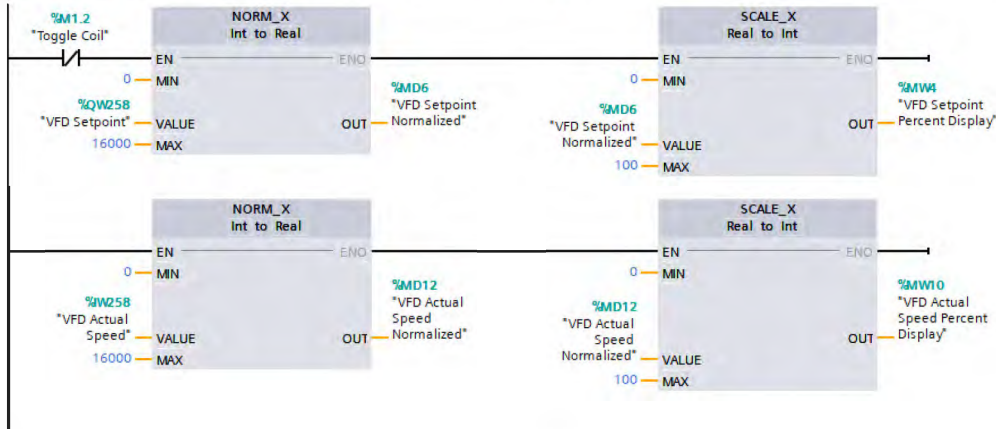 %M1.2
"Toggle Coil"
NORM_X
Int to Real
EN
ENO
0
MIN
%QW258
"VFD Setpoint"
VALUE
16000
MAX
%MD6
"VFD Setpoint
Normalized"
OUT
SCALE_X
Real to Int
EN
ENO
0
MIN
%MD6
"VFD Setpoint
Normalized"
VALUE
100
MAX
%MW4
"VFD Setpoint
Percent Display"
OUT
NORM_X
Int to Real
EN
ENO
0
MIN
%IW258
"VFD Actual
Speed"
VALUE
16000
MAX
%MD12
"VFD Actual
Speed
Normalized"
OUT
SCALE_X
Real to Int
EN
ENO
0
MIN
%MD12
"VFD Actual
Speed
Normalized"
VALUE
100
MAX
%MW10
"VFD Actual
Speed Percent
Display"
OUT